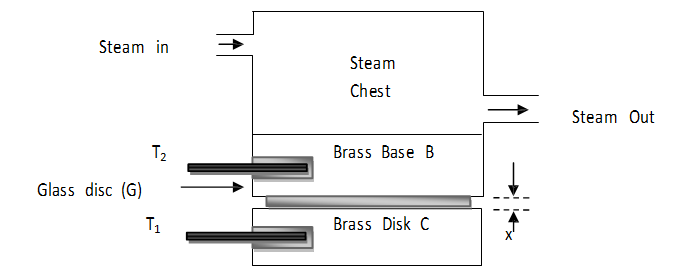 Steam in
Steam
Chest
Steam Out
T2
Brass Base B
Glass disc (G)
T1
Brass Disk C
x